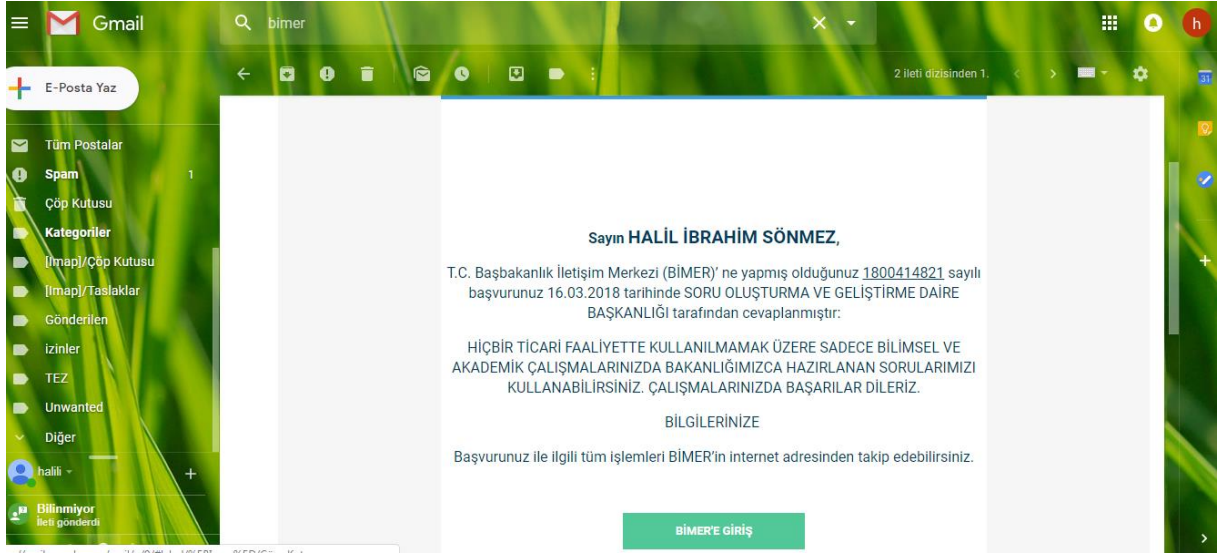 Gmail
bimer
E-Posta Yaz
2 ileti dizisinden 1.
31
Tüm Postalar
Spam 1
Çöp Kutusu
Kategoriler
[Imap]/Çöp Kutusu
[Imap]/Taslaklar
Gönderilen
izinler
TEZ
Unwanted
Diğer
halili
Bilinmiyor
İleti gönderdi
h
Sayın HALİL İBRAHİM SÖNMEZ,
T.C. Başbakanlık İletişim Merkezi (BİMER)' ne yapmış olduğunuz 1800414821 sayılı
başvurunuz 16.03.2018 tarihinde SORU OLUŞTURMA VE GELİŞTİRME DAİRE
BAŞKANLIĞI tarafından cevaplanmıştır:
HİÇBİR TİCARİ FAALİYETTE KULLANILMAMAK ÜZERE SADECE BİLİMSEL VE
AKADEMİK ÇALIŞMALARINIZDA BAKANLIĞIMIZCA HAZIRLANAN SORULARIMIZI
KULLANABİLİRSİNİZ. ÇALIŞMALARINIZDA BAŞARILAR DİLERİZ.
BİLGİLERİNİZE
Başvurunuz ile ilgili tüm işlemleri BİMER'in internet adresinden takip edebilirsiniz.
BİMER'E GİRİŞ